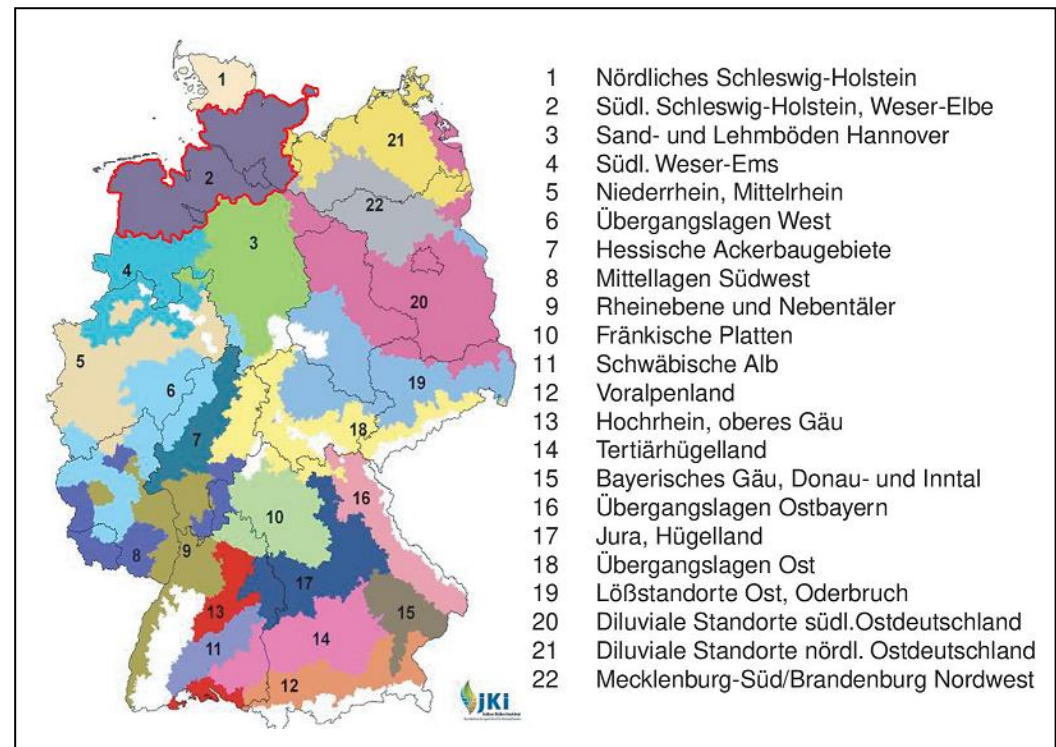 1 Nördliches Schleswig-Holstein
2 Südl. Schleswig-Holstein, Weser-Elbe
3 Sand- und Lehmböden Hannover
4 Südl. Weser-Ems
5 Niederrhein, Mittelrhein
6 Übergangslagen West
7 Hessische Ackerbaugebiete
8 Mittellagen Südwest
9 Rheinebene und Nebentäler
10 Fränkische Platten
11 Schwäbische Alb
12 Voralpenland
13 Hochrhein, oberes Gäu
14 Tertiärhügelland
15 Bayerisches Gäu, Donau- und Inntal
16 Übergangslagen Ostbayern
17 Jura, Hügelland
18 Übergangslagen Ost
19 Lößstandorte Ost, Oderbruch
20 Diluviale Standorte südl.Ostdeutschland
21 Diluviale Standorte nördl. Ostdeutschland
22 Mecklenburg-Süd/Brandenburg Nordwest
1
21
2
22
3
4
20
5
6
19
7
18
16
10
8
9
17
13
15
14
11
12
jKi